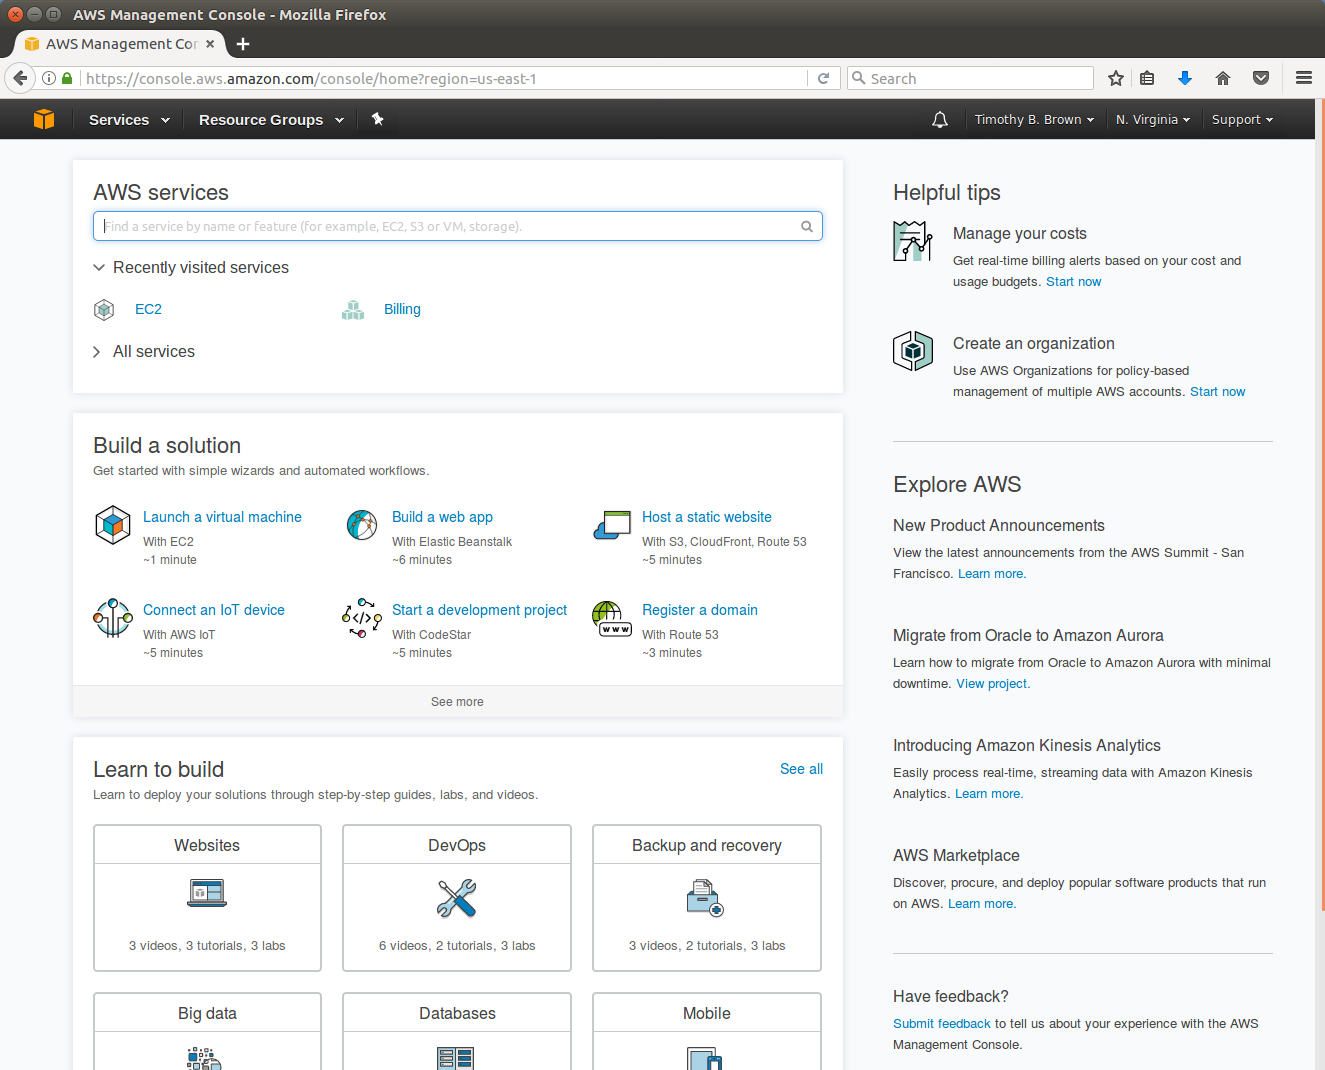 AWS Management Console - Mozilla Firefox
AWS Management Con
https://console.aws.amazon.com/console/home?region=us-east-1
Search
Services
Resource Groups
Timothy B. Brown
N. Virginia
Support
AWS services
Find a service by name or feature (for example, EC2, S3 or VM, storage).
Recently visited services
EC2
Billing
All services
Build a solution
Get started with simple wizards and automated workflows.
Launch a virtual machine
With EC2
~1 minute
Build a web app
With Elastic Beanstalk
~6 minutes
Host a static website
With S3, CloudFront, Route 53
~5 minutes
Connect an IoT device
With AWS IoT
~5 minutes
Start a development project
With CodeStar
~5 minutes
Register a domain
With Route 53
~3 minutes
See more
Learn to build
See all
Learn to deploy your solutions through step-by-step guides, labs, and videos.
Websites
3 videos, 3 tutorials, 3 labs
DevOps
6 videos, 2 tutorials, 3 labs
Backup and recovery
3 videos, 2 tutorials, 3 labs
Big data
Databases
Mobile
Helpful tips
Manage your costs
Get real-time billing alerts based on your cost and
usage budgets. Start now
Create an organization
Use AWS Organizations for policy-based
management of multiple AWS accounts. Start now
Explore AWS
New Product Announcements
View the latest announcements from the AWS Summit - San
Francisco. Learn more.
Migrate from Oracle to Amazon Aurora
Learn how to migrate from Oracle to Amazon Aurora with minimal
downtime. View project.
Introducing Amazon Kinesis Analytics
Easily process real-time, streaming data with Amazon Kinesis
Analytics. Learn more.
AWS Marketplace
Discover, procure, and deploy popular software products that run
on AWS. Learn more.
Have feedback?
Submit feedback to tell us about your experience with the AWS
Management Console.